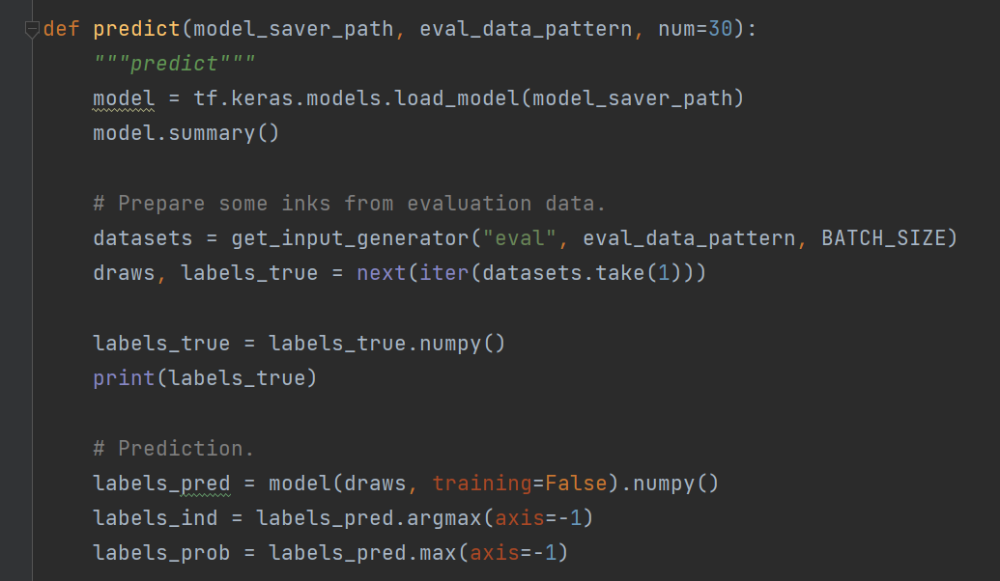 def predict(model_saver_path, eval_data_pattern, num=30):
    """predict"""
    model = tf.keras.models.load_model(model_saver_path)
    model.summary()

    # Prepare some inks from evaluation data.
    datasets = get_input_generator("eval", eval_data_pattern, BATCH_SIZE)
    draws, labels_true = next(iter(datasets.take(1)))

    labels_true = labels_true.numpy()
    print(labels_true)

    # Prediction.
    labels_pred = model(draws, training=False).numpy()
    labels_ind = labels_pred.argmax(axis=-1)
    labels_prob = labels_pred.max(axis=-1)